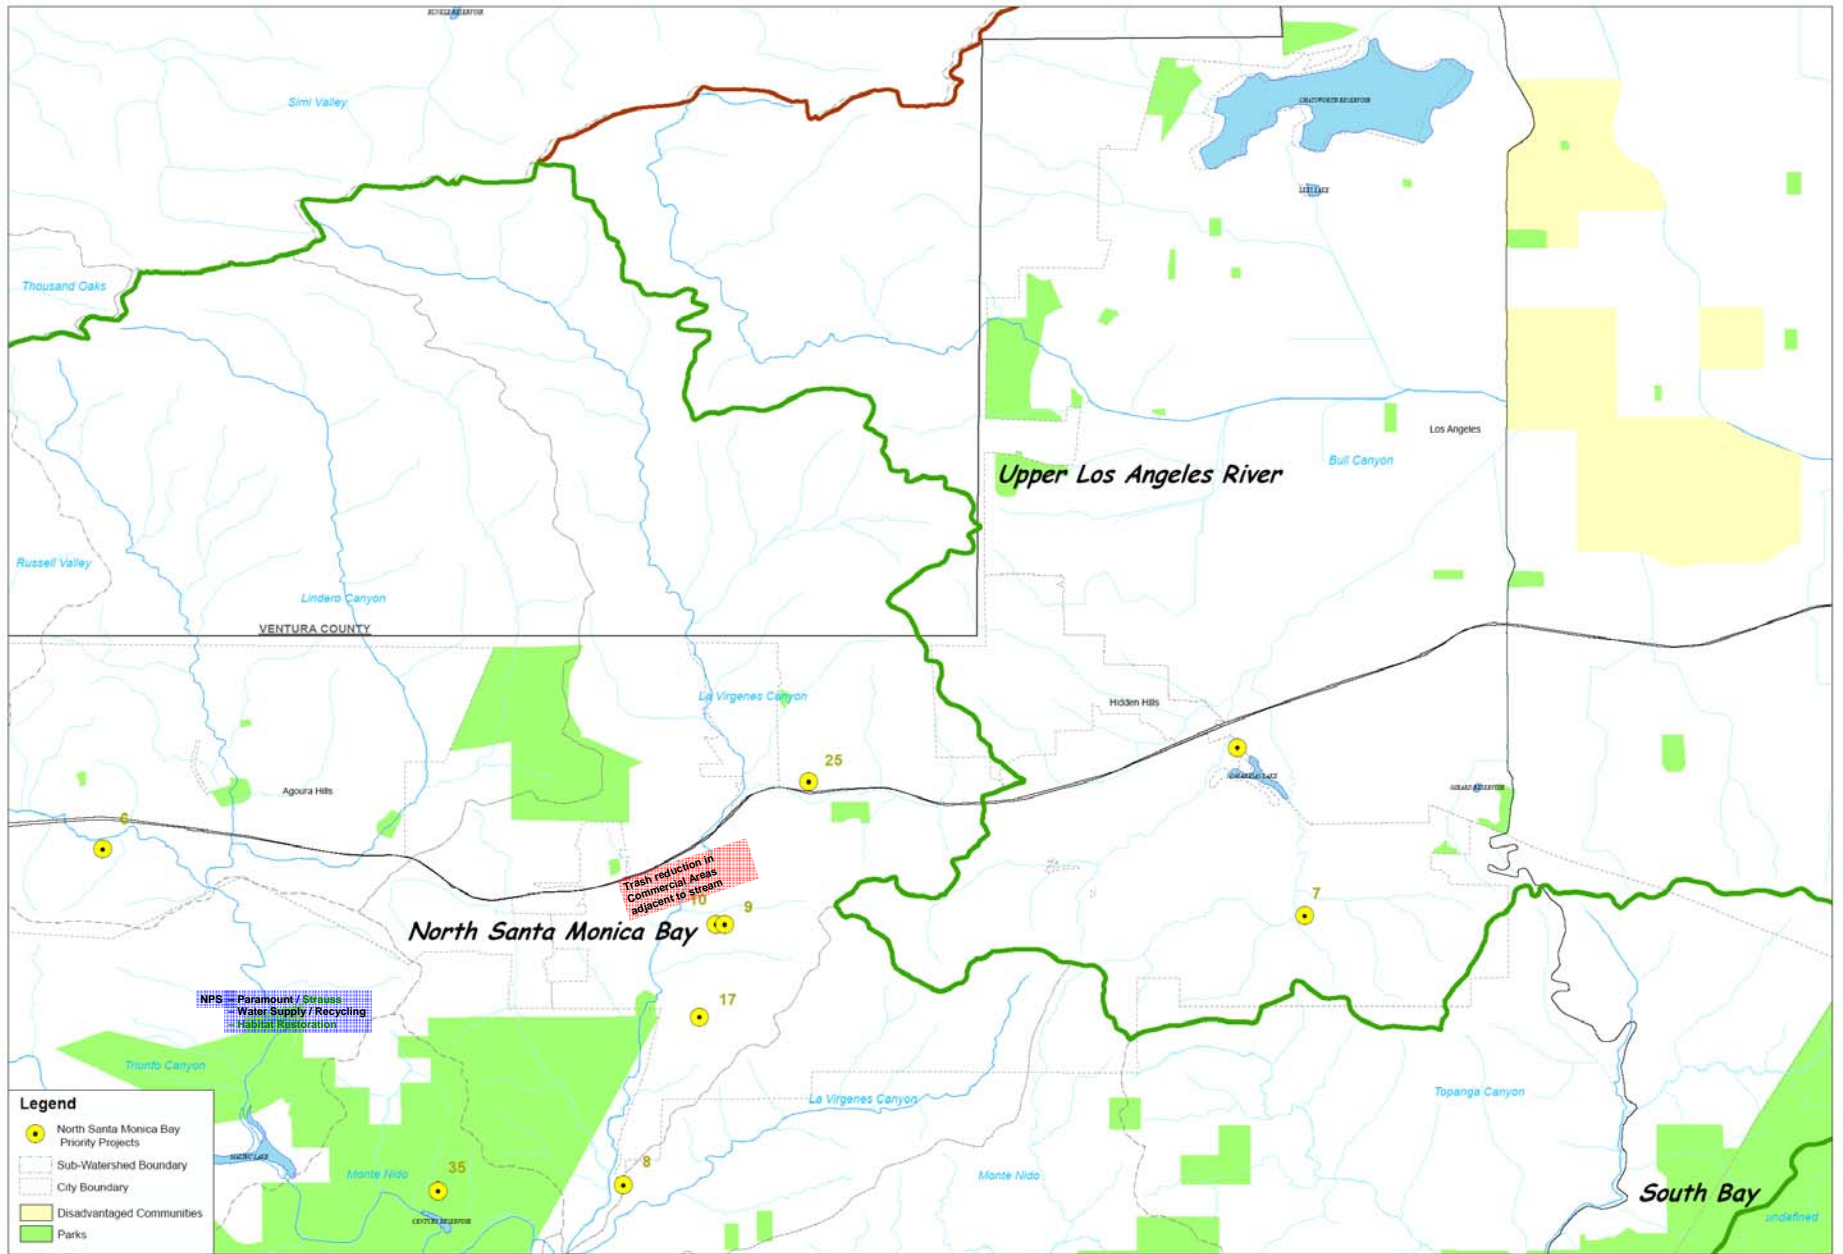 Simi Valley
CHATSWORTH RESERVOIR
Thousand Oaks
Los Angeles
Bull Canyon
Upper Los Angeles River
Russell Valley
Lindero Canyon
VENTURA COUNTY
La Virgenes Canyon
Hidden Hills
25
Agoura Hills
6
Trash reduction in
Commercial Areas
adjacent to stream
10
9
7
North Santa Monica Bay
NPS – Paramount / Strauss
– Water Supply / Recycling
– Habitat Restoration
17
Triunfo Canyon
La Virgenes Canyon
Topanga Canyon
Legend
North Santa Monica Bay
Priority Projects
Sub-Watershed Boundary
City Boundary
Disadvantaged Communities
Parks
Monte Nido
35
CENTURY RESERVOIR
8
Monte Nido
South Bay
undefined